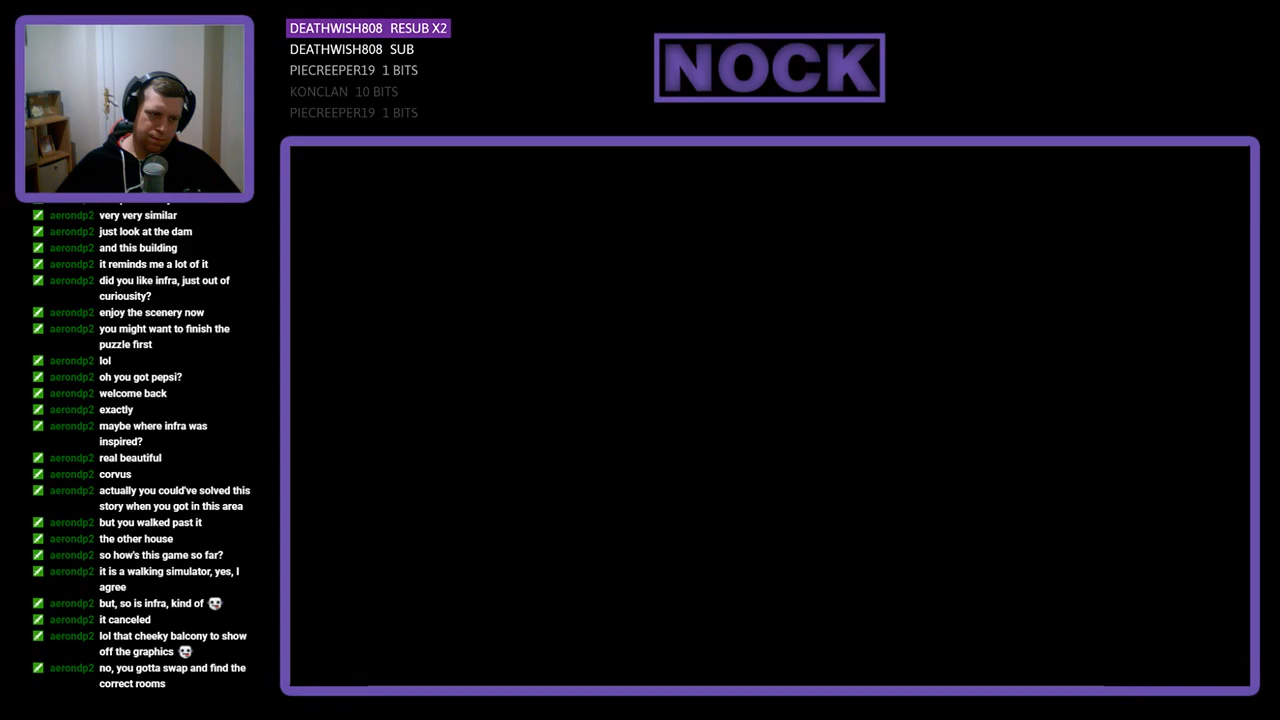 DEATHWISH808 RESUB X2
DEATHWISH808 SUB
PIECREEPER19 1 BITS
KONCLAN 10 BITS
PIECREEPER19 1 BITS
NOCK
aerondp2 very very similar
aerondp2 just look at the dam
aerondp2 and this building
aerondp2 it reminds me a lot of it
aerondp2 did you like infra, just out of
curiousity?
aerondp2 enjoy the scenery now
aerondp2 you might want to finish the
puzzle first
aerondp2 lol
aerondp2 oh you got pepsi?
aerondp2 welcome back
aerondp2 exactly
aerondp2 maybe where infra was
inspired?
aerondp2 real beautiful
aerondp2 corvus
aerondp2 actually you could've solved this
story when you got in this area
aerondp2 but you walked past it
aerondp2 the other house
aerondp2 so how's this game so far?
aerondp2 it is a walking simulator, yes, I
agree
aerondp2 but, so is infra, kind of
aerondp2 it canceled
aerondp2 lol that cheeky balcony to show
off the graphics
aerondp2 no, you gotta swap and find the
correct rooms